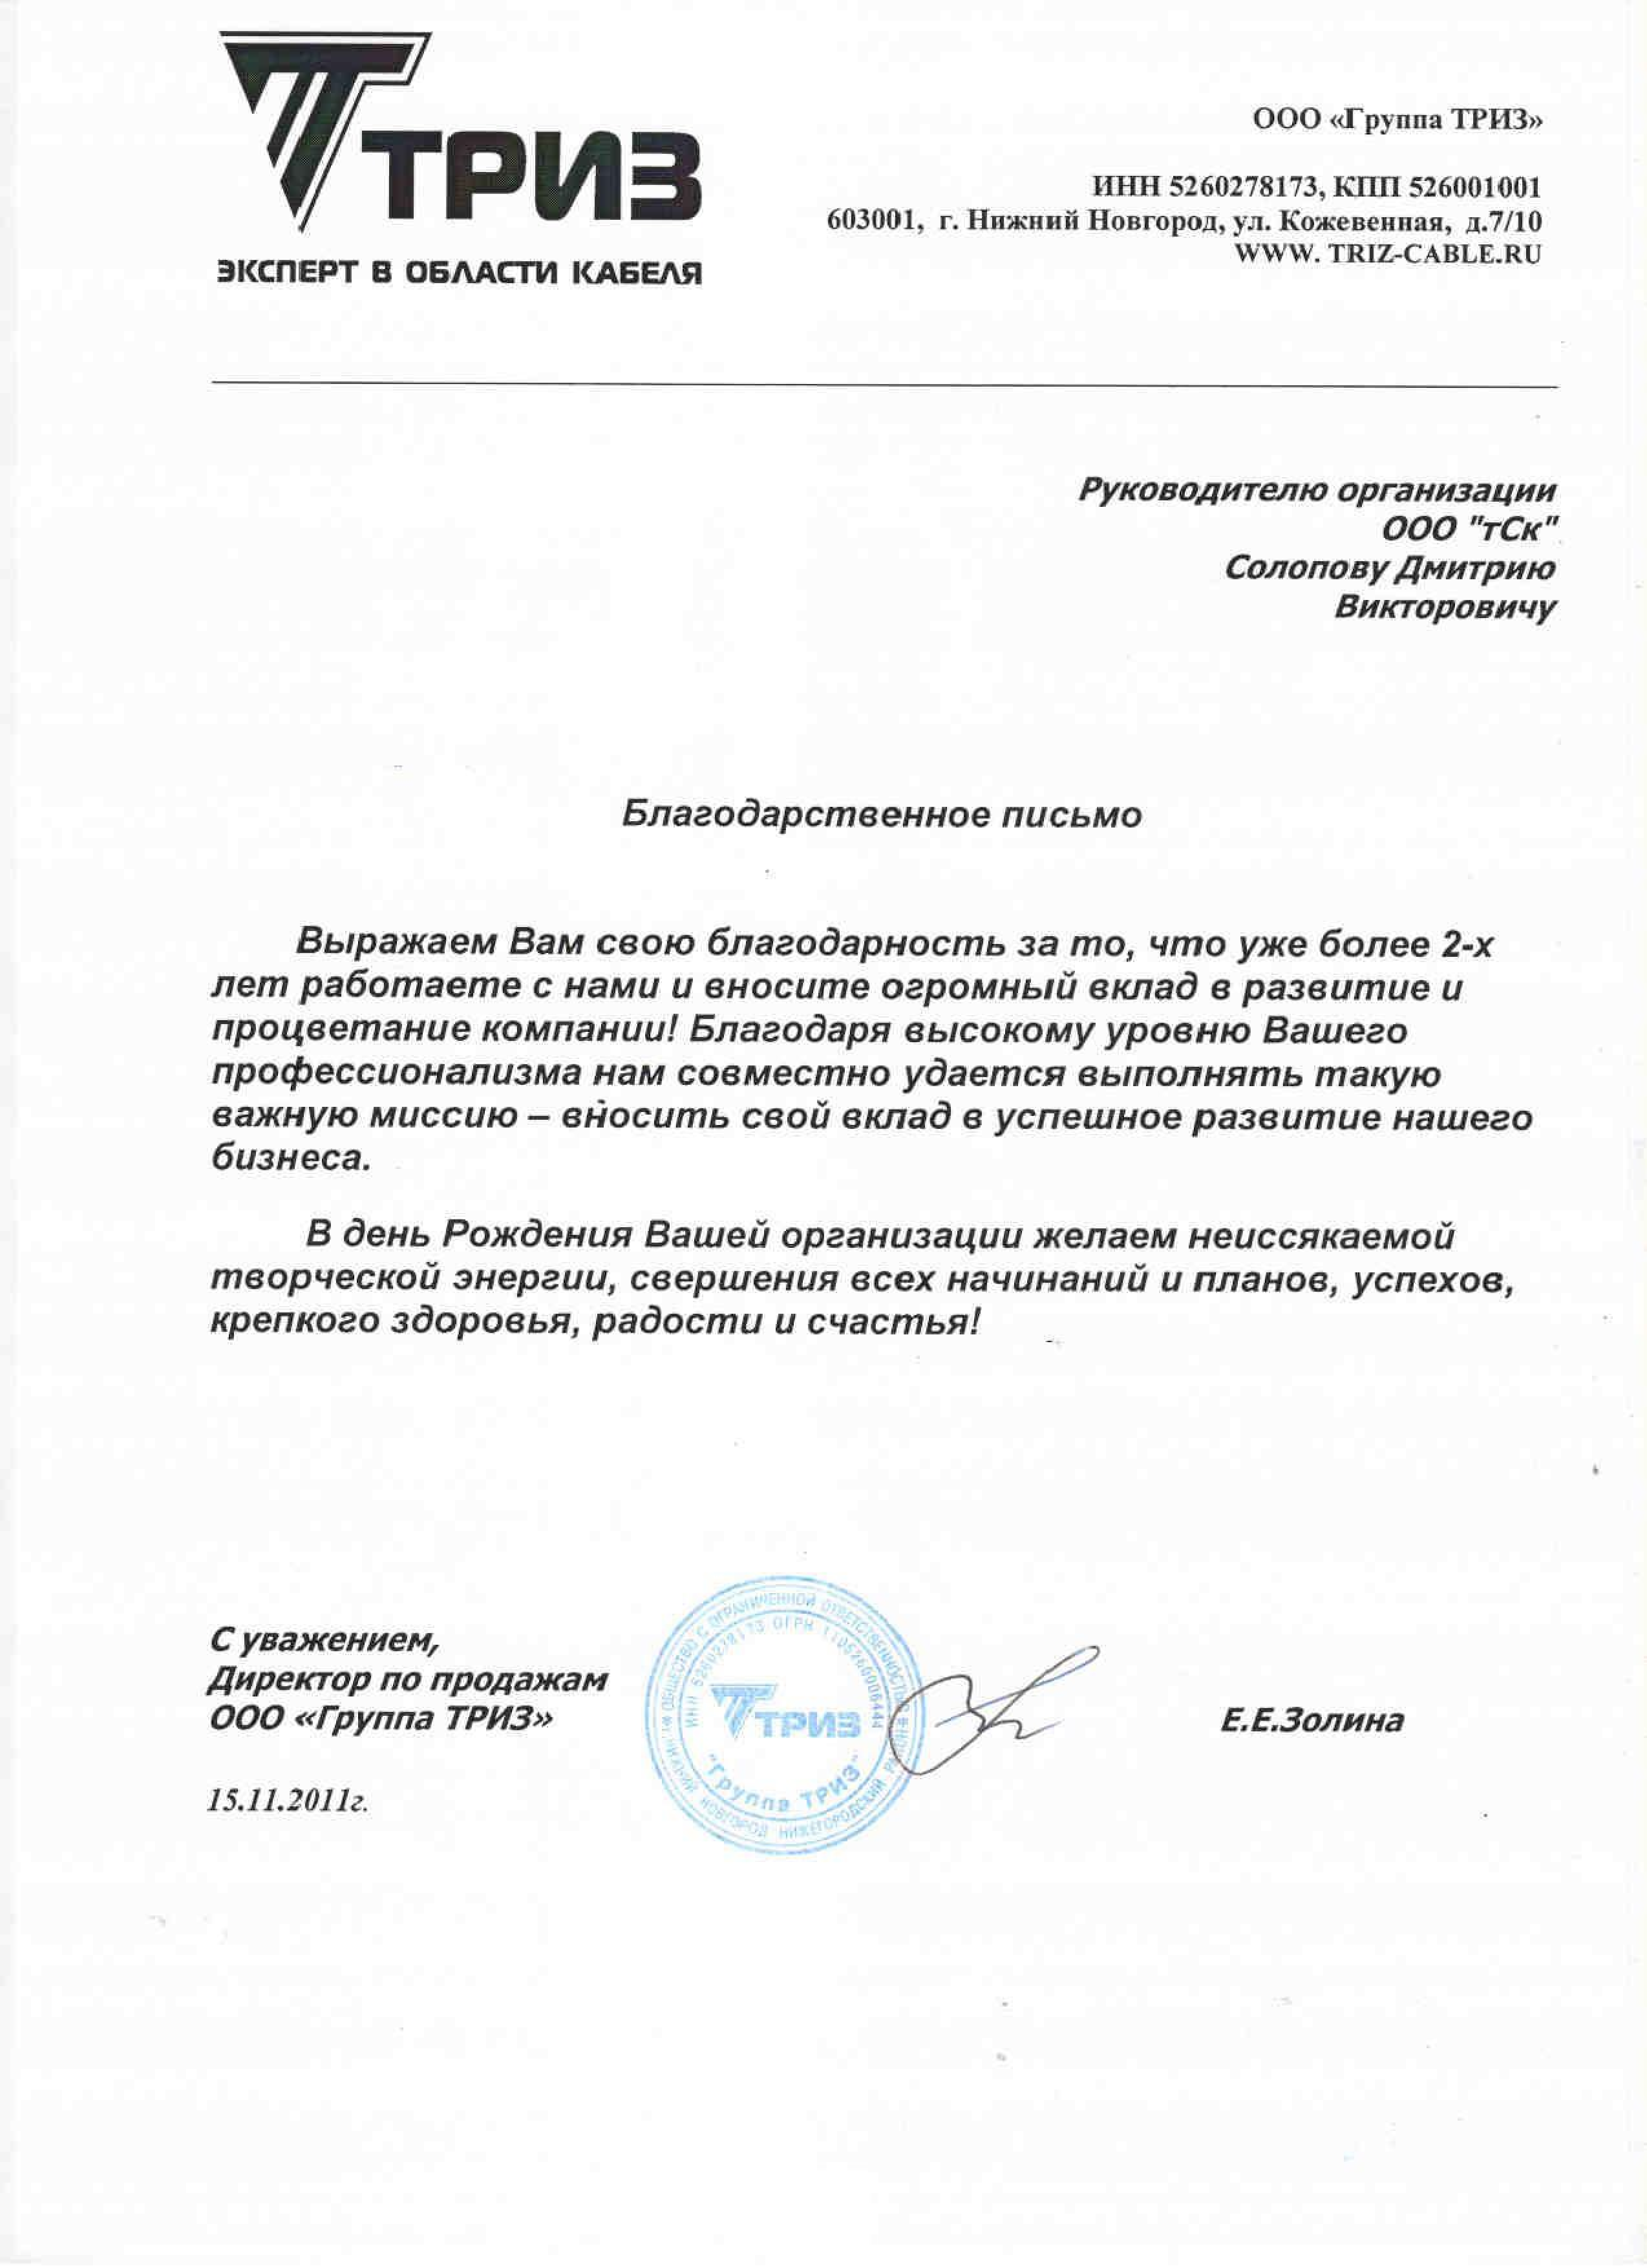 ТРИЗ
ЭКСПЕРТ В ОБЛАСТИ КАБЕЛЯ
ООО «Группа ТРИЗ»
ИНН 5260278173, КПП 526001001
603001, г. Нижний Новгород, ул. Кожевенная, д.7/10
WWW. TRIZ-CABLE.RU
Руководителю организации
ООО "тСк"
Солопову Дмитрию
Викторовичу
Благодарственное письмо
Выражаем Вам свою благодарность за то, что уже более 2-х
лет работаете с нами и вносите огромный вклад в развитие и
процветание компании! Благодаря высокому уровню Вашего
профессионализма нам совместно удается выполнять такую
важную миссию – вносить свой вклад в успешное развитие нашего
бизнеса.
В день Рождения Вашей организации желаем неиссякаемой
творческой энергии, свершения всех начинаний и планов, успехов,
крепкого здоровья, радости и счастья!
С уважением,
Директор по продажам
ООО «Группа ТРИЗ»
Е.Е.Золина
15.11.2011г.
ОБЩЕСТВО С ОГРАНИЧЕННОЙ ОТВЕТСТВЕННОСТЬЮ
НИЖНИЙ НОВГОРОД НИЖЕГОРОДСКИЙ РАЙОН
ИНН 5260278173 ОГРН 1105260006444
ТРИЗ
"Группа ТРИЗ"